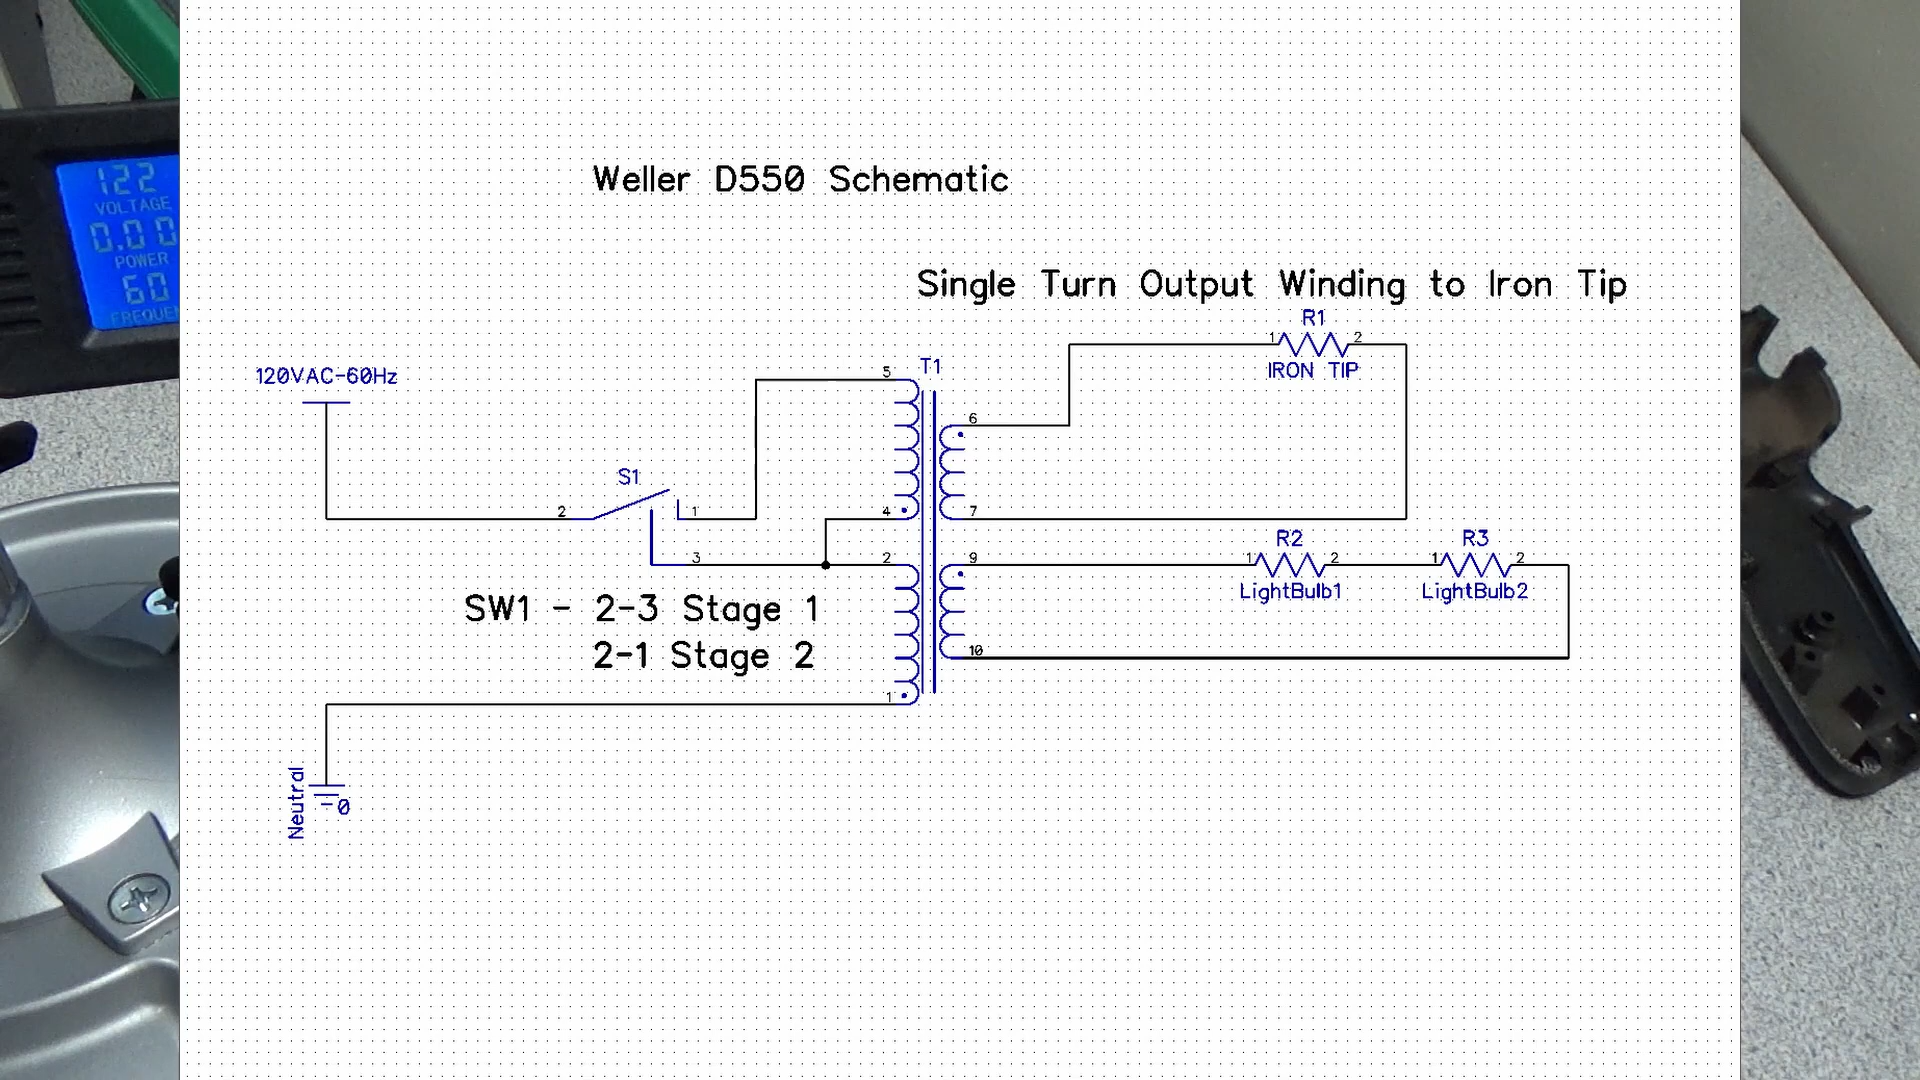 Weller D550 Schematic
Single Turn Output Winding to Iron Tip
R1
1 2
IRON TIP
T1
5
6
120VAC-60Hz
S1
2 1
4
7
3
2
9
R2
1 2
LightBulb1
R3
1 2
LightBulb2
SW1 - 2-3 Stage 1
2-1 Stage 2
10
1
Neutral
0
122
VOLTAGE
0.00
POWER
60